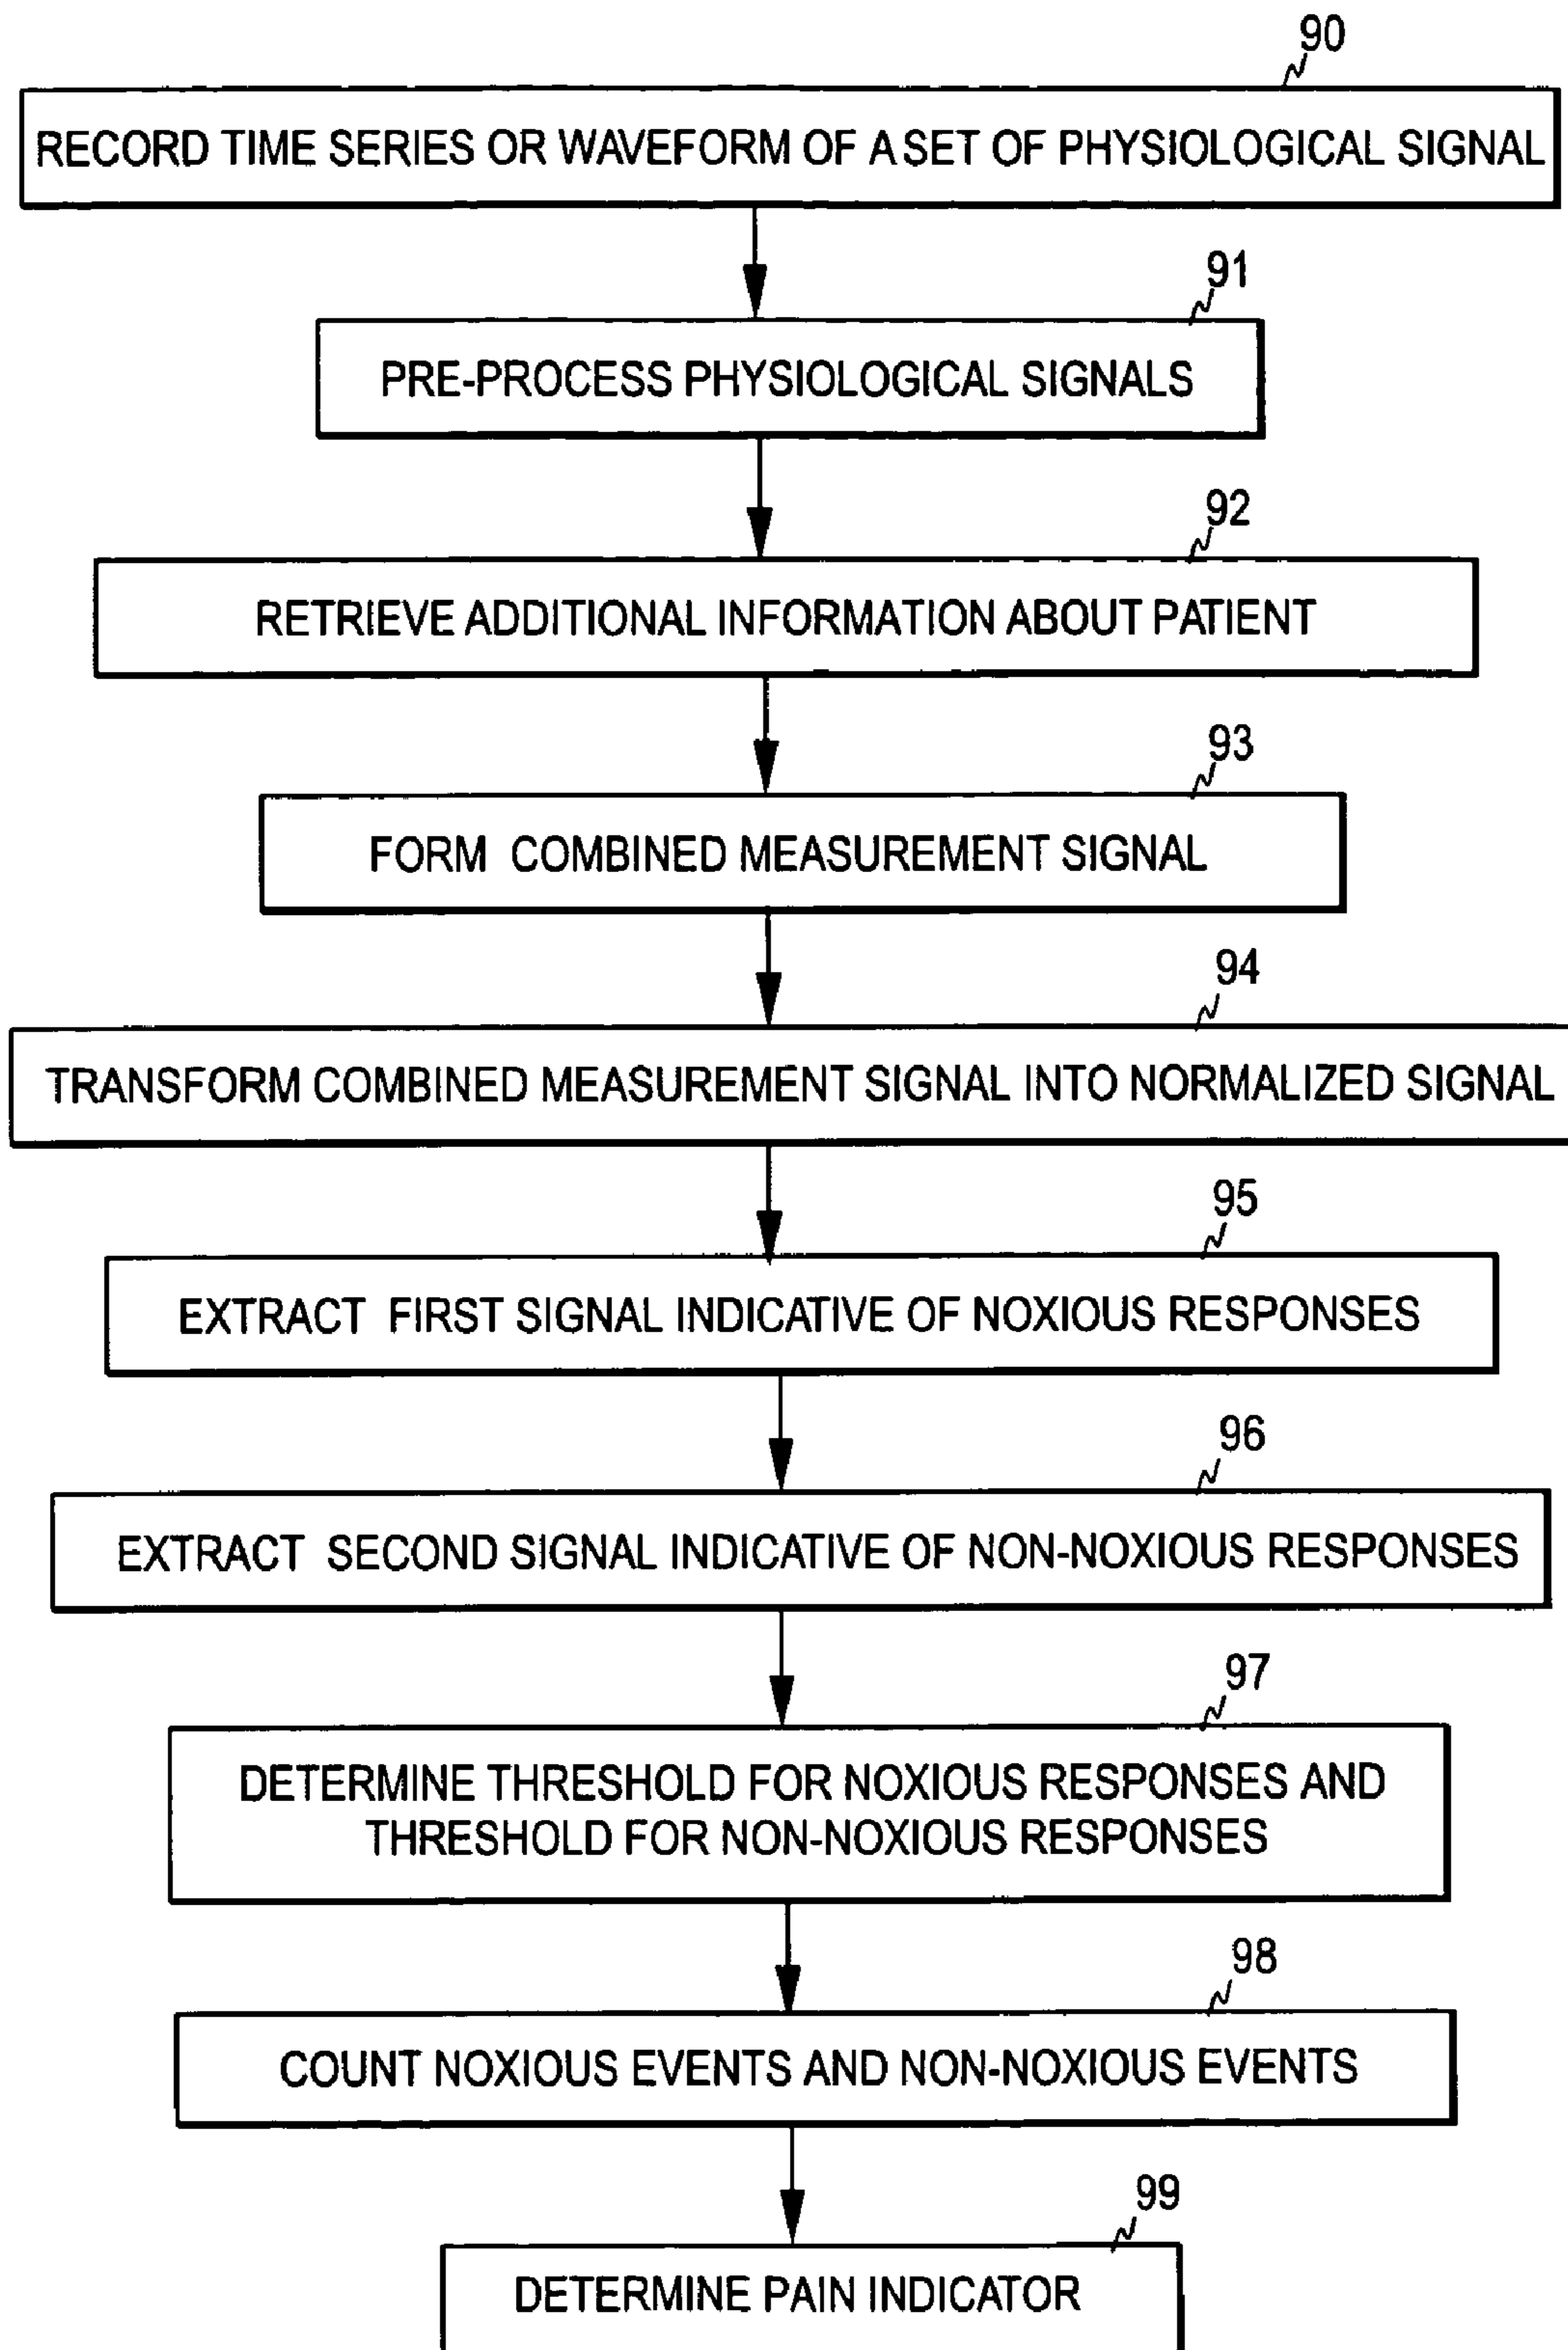 90
RECORD TIME SERIES OR WAVEFORM OF A SET OF PHYSIOLOGICAL SIGNAL
91
PRE-PROCESS PHYSIOLOGICAL SIGNALS
92
RETRIEVE ADDITIONAL INFORMATION ABOUT PATIENT
93
FORM COMBINED MEASUREMENT SIGNAL
94
TRANSFORM COMBINED MEASUREMENT SIGNAL INTO NORMALIZED SIGNAL
95
EXTRACT FIRST SIGNAL INDICATIVE OF NOXIOUS RESPONSES
96
EXTRACT SECOND SIGNAL INDICATIVE OF NON-NOXIOUS RESPONSES
97
DETERMINE THRESHOLD FOR NOXIOUS RESPONSES AND
THRESHOLD FOR NON-NOXIOUS RESPONSES
98
COUNT NOXIOUS EVENTS AND NON-NOXIOUS EVENTS
99
DETERMINE PAIN INDICATOR